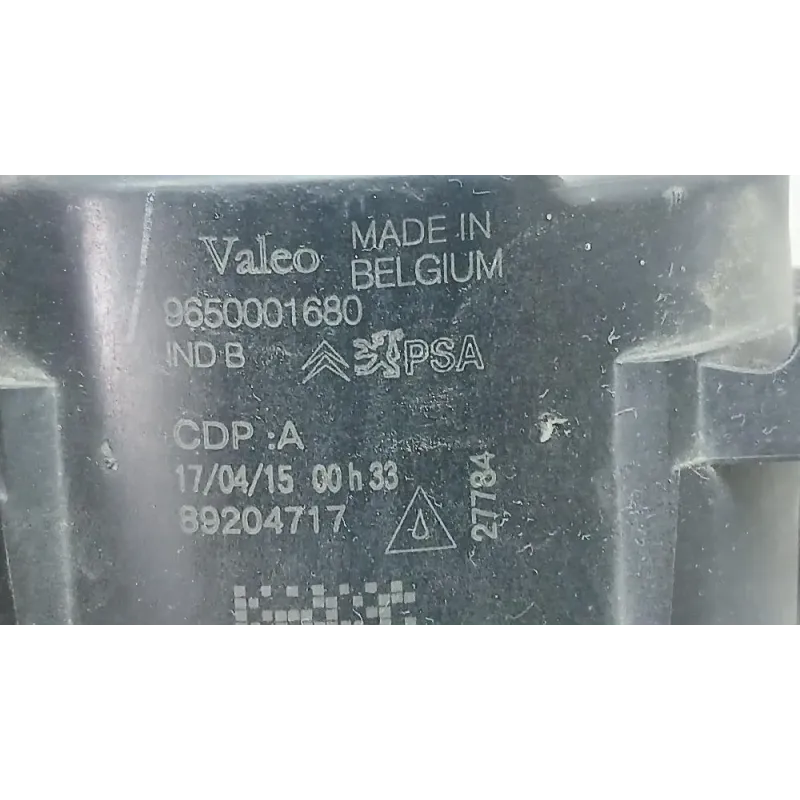 Valeo MADE IN
BELGIUM
9650001680
IND B PSA
CDP :A
17/04/15 00 h 33
89204717
27784